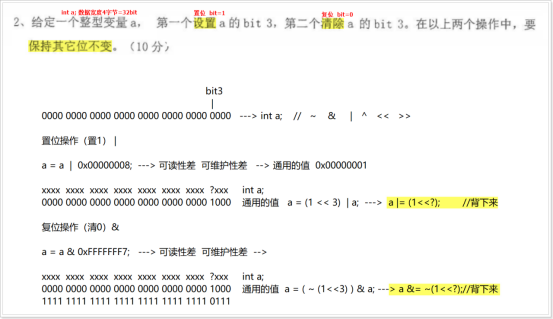 int a; 数据宽度4字节=32bit 置位 bit=1 复位 bit=0
2、给定一个整型变量 a， 第一个设置 a 的 bit 3，第二个清除 a 的 bit 3。在以上两个操作中，要
保持其它位不变。（10 分）
bit3
|
0000 0000 0000 0000 0000 0000 0000 0000 ---> int a; // ~ & | ^ << >>
置位操作（置1） |
a = a | 0x00000008; ---> 可读性差 可维护性差 --> 通用的值 0x00000001
xxxx xxxx xxxx xxxx xxxx xxxx xxxx ?xxx int a;
0000 0000 0000 0000 0000 0000 0000 1000 通用的值 a = (1 << 3) | a; ---> a |= (1<<?); //背下来
复位操作（清0）&
a = a & 0xFFFFFFF7; ---> 可读性差 可维护性差 -->
xxxx xxxx xxxx xxxx xxxx xxxx xxxx ?xxx int a;
0000 0000 0000 0000 0000 0000 0000 1000 通用的值 a = ( ~ (1<<3) ) & a; ---> a &= ~(1<<?);//背下来
1111 1111 1111 1111 1111 1111 1111 0111